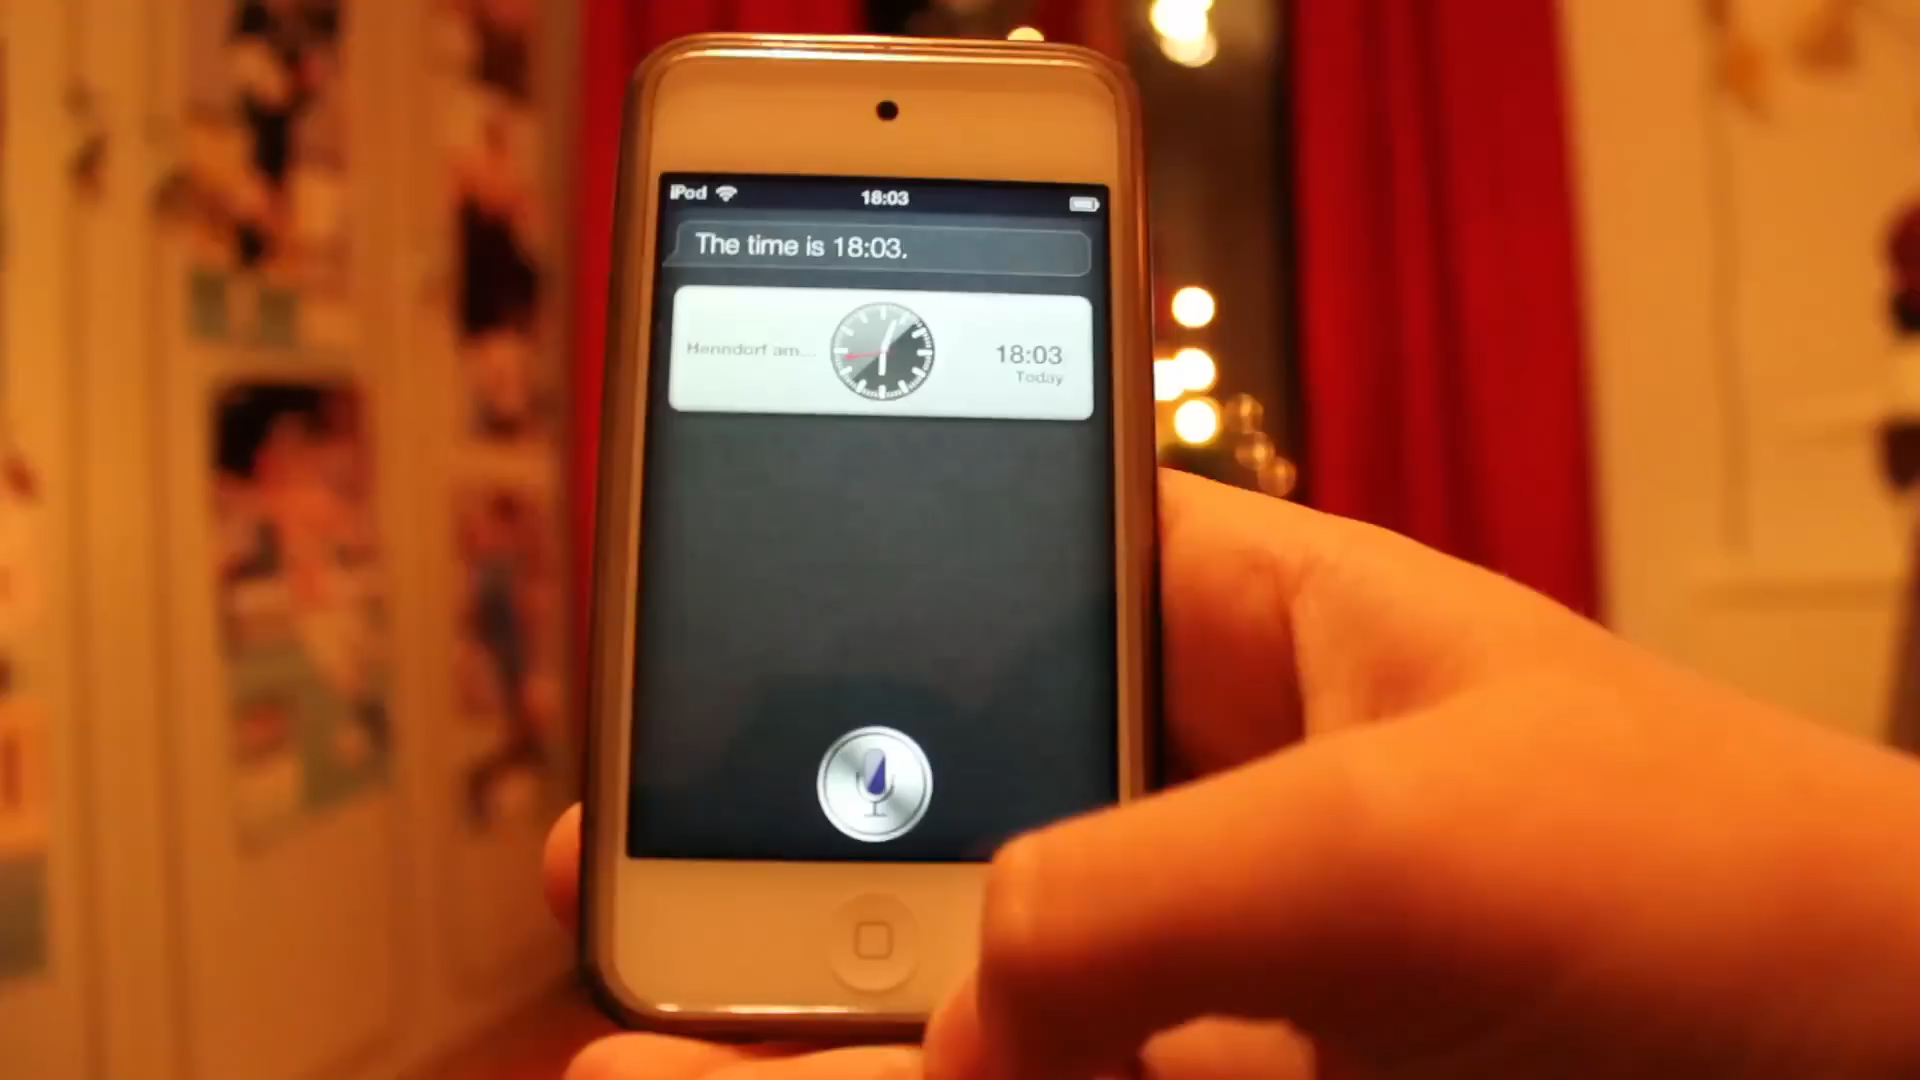 iPod 18:03
The time is 18:03.
Henndorf am...
18:03
Today